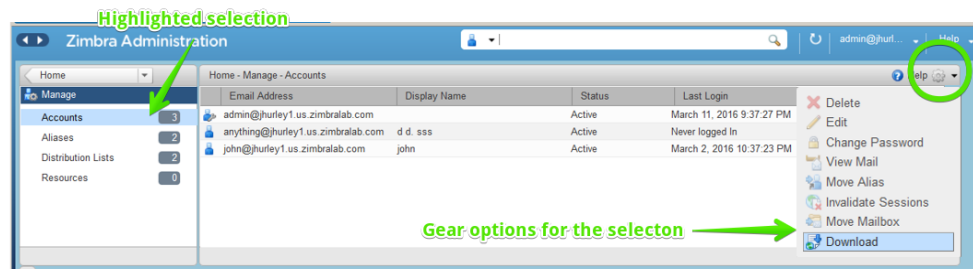 Highlighted selection
Zimbra Administration
admin@jhurl...
Help
Home
Home - Manage - Accounts
elp
Manage
Email Address Display Name Status Last Login
Accounts 3
admin@jhurley1.us.zimbralab.com Active March 11, 2016 9:37:27 PM
anything@jhurley1.us.zimbralab.com d d. sss Active Never logged In
Aliases 2
john@jhurley1.us.zimbralab.com john Active March 2, 2016 10:37:23 PM
Distribution Lists 2
Resources 0
Delete
Edit
Change Password
View Mail
Move Alias
Invalidate Sessions
Move Mailbox
Gear options for the selecton
Download